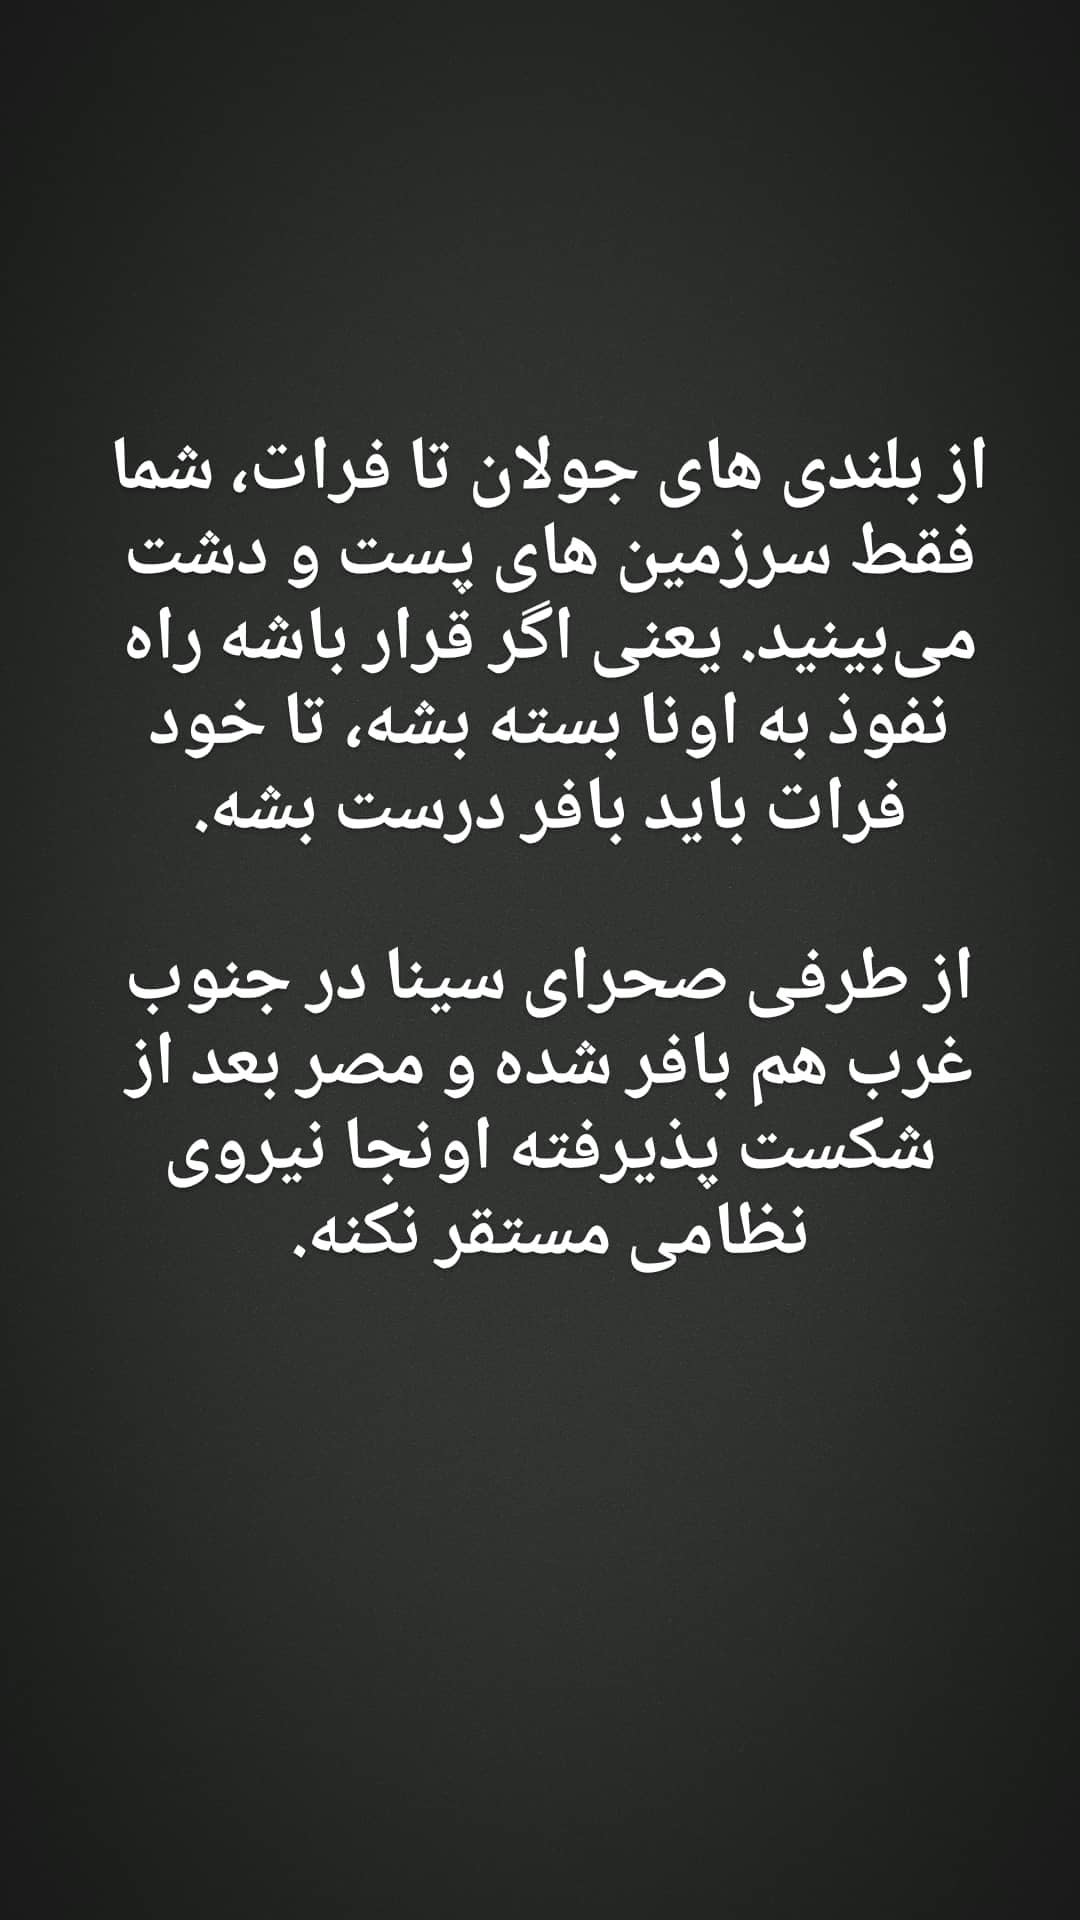 از بلندی های جولان تا فرات، شما
فقط سرزمین های پست و دشت
می‌بینید. یعنی اگر قرار باشه راه
نفوذ به اونا بسته بشه، تا خود
فرات باید بافر درست بشه.
از طرفی صحرای سینا در جنوب
غرب هم بافر شده و مصر بعد از
شکست پذیرفته اونجا نیروی
نظامی مستقر نکنه.